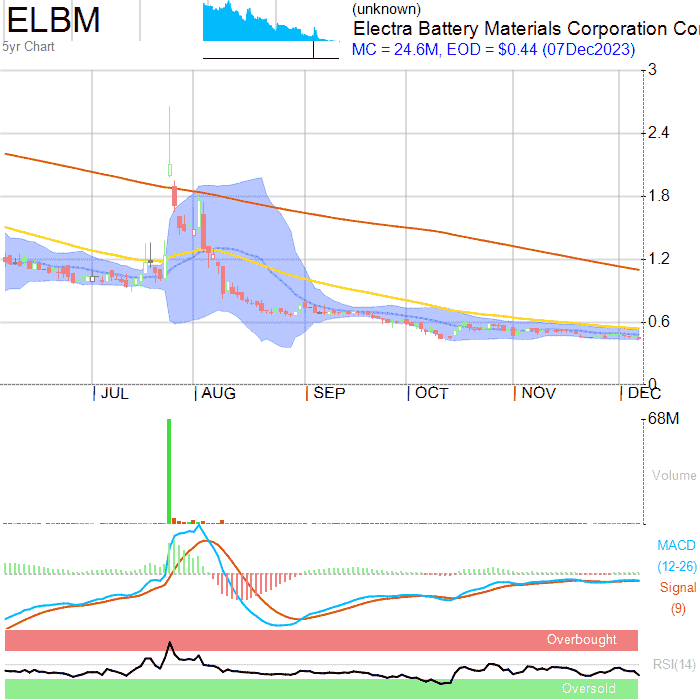 ELBM
5yr Chart
(unknown)
Electra Battery Materials Corporation Co
MC = 24.6M, EOD = $0.44 (07Dec2023)
3
2.4
1.8
1.2
0.6
0
JUL
AUG
SEP
OCT
NOV
DEC
68M
Volume
MACD
(12-26)
Signal
(9)
Overbought
RSI(14)
Oversold